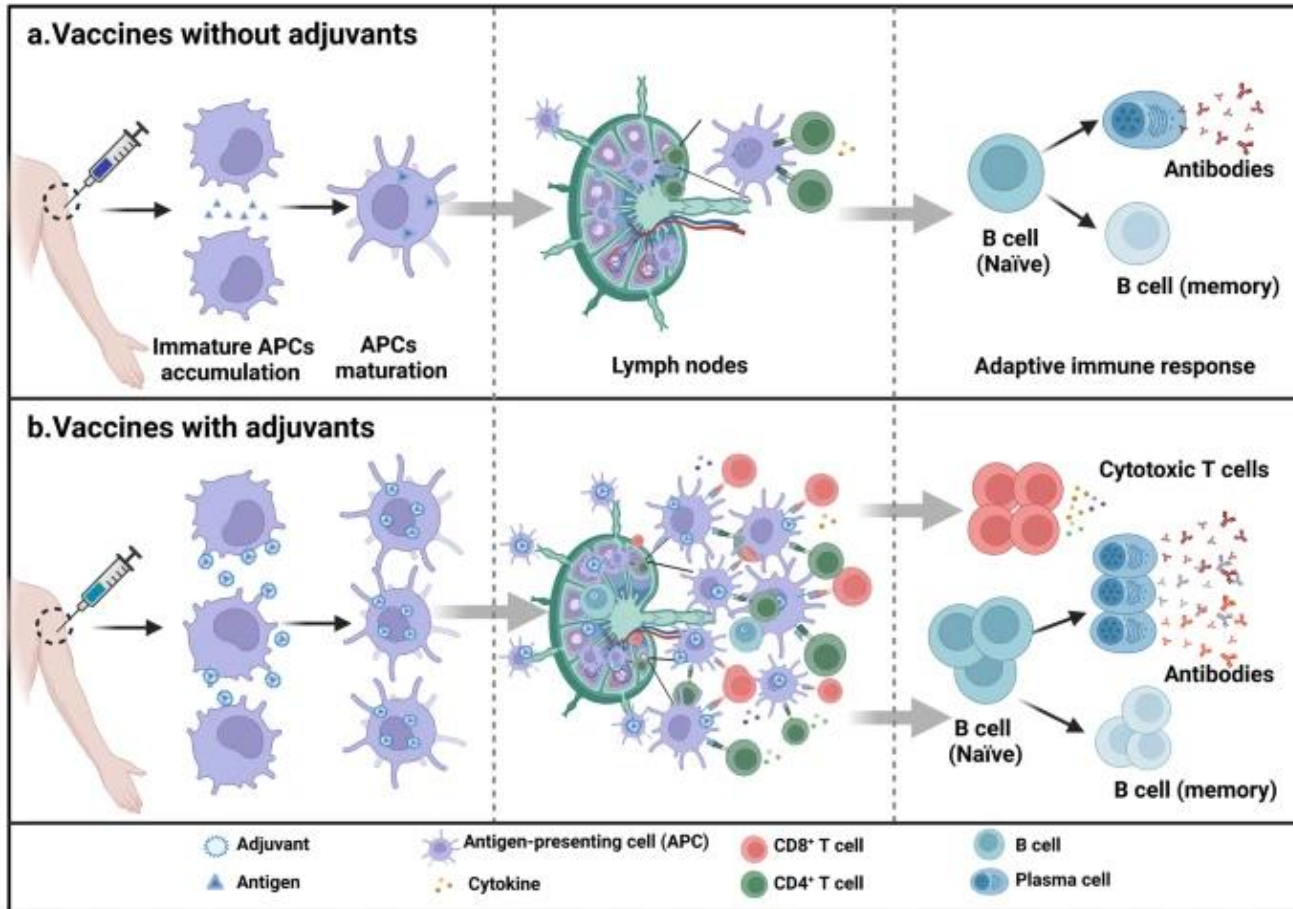 a.Vaccines without adjuvants
Antibodies
B cell
(Naïve)
B cell (memory)
Immature APCs
accumulation
APCs
maturation
Lymph nodes
Adaptive immune response
b.Vaccines with adjuvants
Cytotoxic T cells
Antibodies
B cell
(Naïve)
B cell (memory)
Adjuvant
Antigen-presenting cell (APC)
CD8⁺ T cell
B cell
Antigen
Cytokine
CD4⁺ T cell
Plasma cell